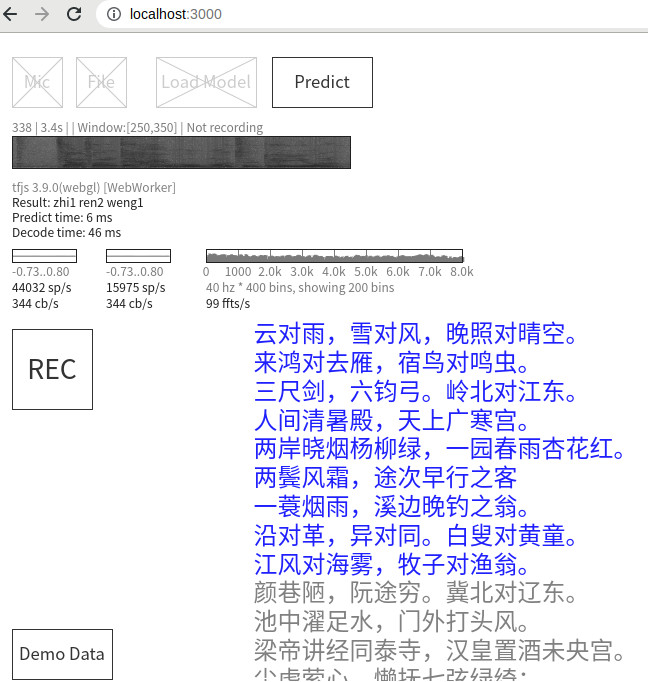 localhost:3000
Mic File Load Model Predict
338 | 3.4s | | Window:[250,350] | Not recording
tfjs 3.9.0(webgl) [WebWorker]
Result: zhi1 ren2 weng1
Predict time: 6 ms
Decode time: 46 ms
0 1000 2.0k 3.0k 4.0k 5.0k 6.0k 7.0k 8.0k
-0.73..0.80 -0.73..0.80 40 hz * 400 bins, showing 200 bins
44032 sp/s 15975 sp/s
344 cb/s 344 cb/s 99 ffts/s
REC
云对雨，雪对风，晚照对晴空。
来鸿对去雁，宿鸟对鸣虫。
三尺剑，六钧弓。岭北对江东。
人间清暑殿，天上广寒宫。
两岸晓烟杨柳绿，一园春雨杏花红。
两鬓风霜，途次早行之客
一蓑烟雨，溪边晚钓之翁。
沿对革，异对同。白叟对黄童。
江风对海雾，牧子对渔翁。
颜巷陋，阮途穷。冀北对辽东。
池中濯足水，门外打头风。
梁帝讲经同泰寺，汉皇置酒未央宫。
Demo Data